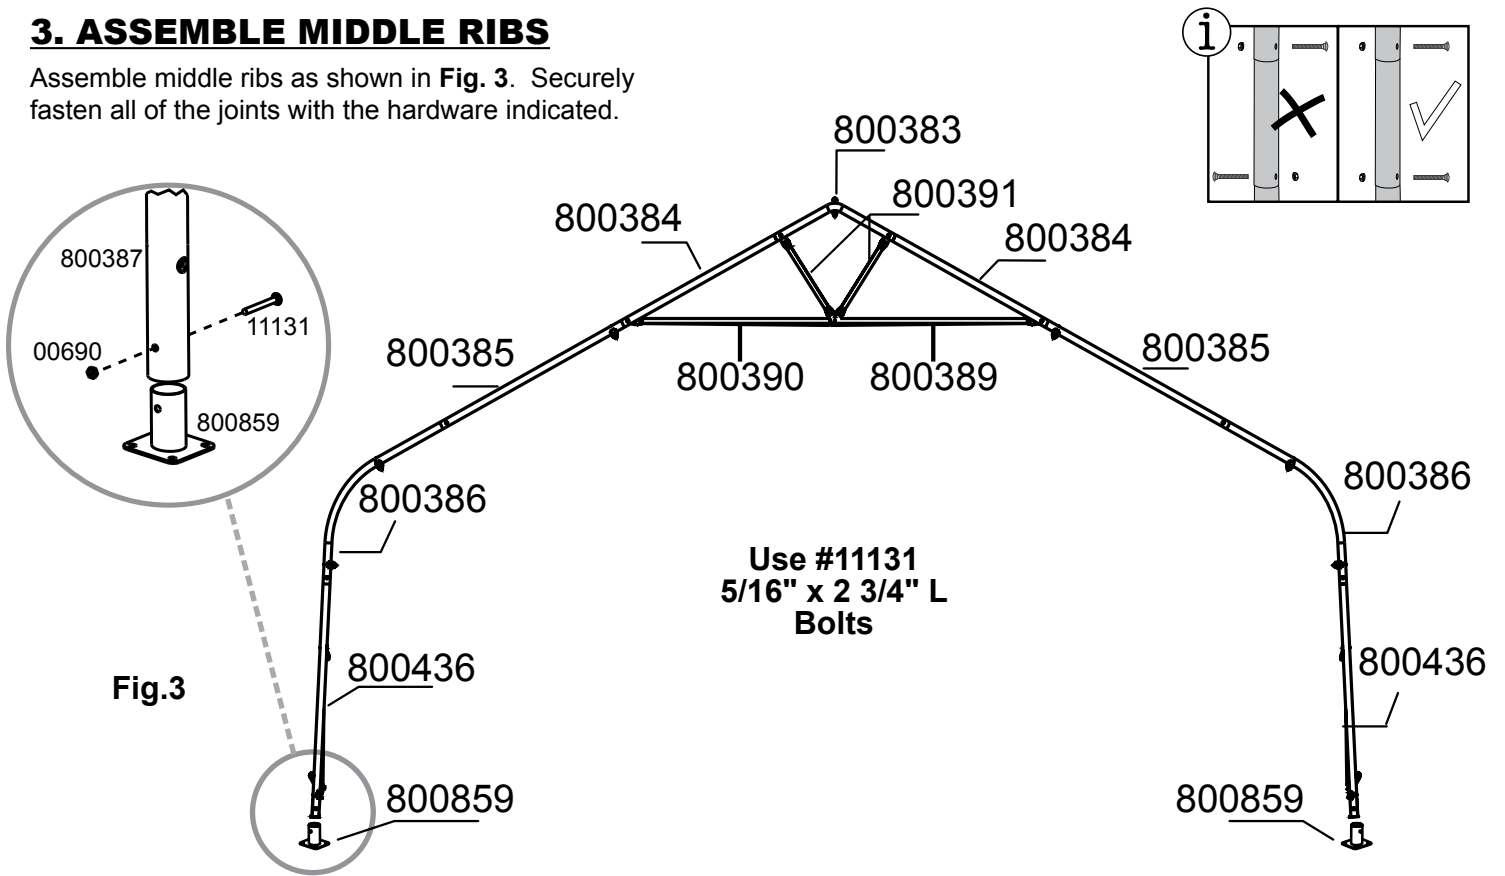 3. ASSEMBLE MIDDLE RIBS
Assemble middle ribs as shown in Fig. 3. Securely
fasten all of the joints with the hardware indicated.
i
800383
800391
800384
800384
800387
11131
00690
800859
800385
800385
800390
800389
800386
800386
Use #11131
5/16" x 2 3/4" L
Bolts
800436
800436
Fig.3
800859
800859